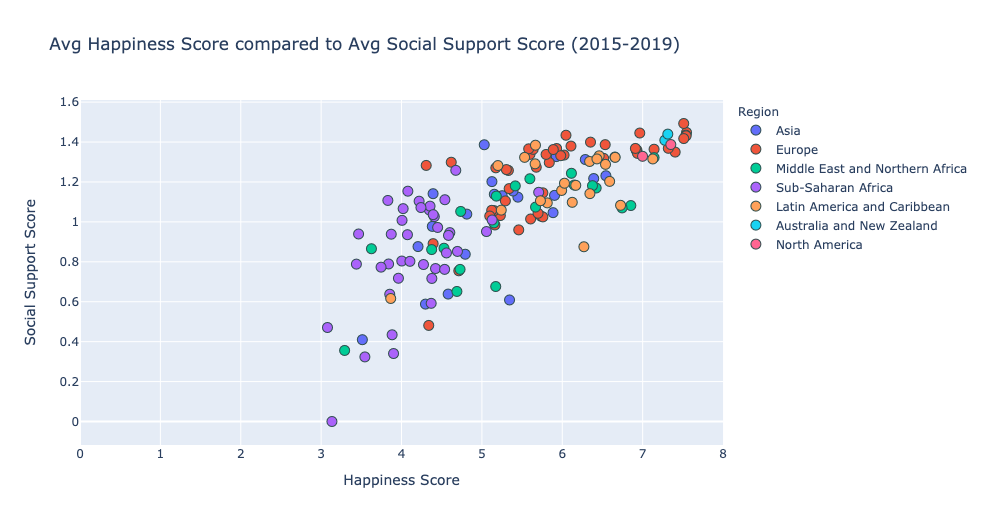 Avg Happiness Score compared to Avg Social Support Score (2015-2019)
1.6
1.4
1.2
1
0.8
0.6
0.4
0.2
0
Social Support Score
0 1 2 3 4 5 6 7 8
Happiness Score
Region
Asia
Europe
Middle East and Northern Africa
Sub-Saharan Africa
Latin America and Caribbean
Australia and New Zealand
North America